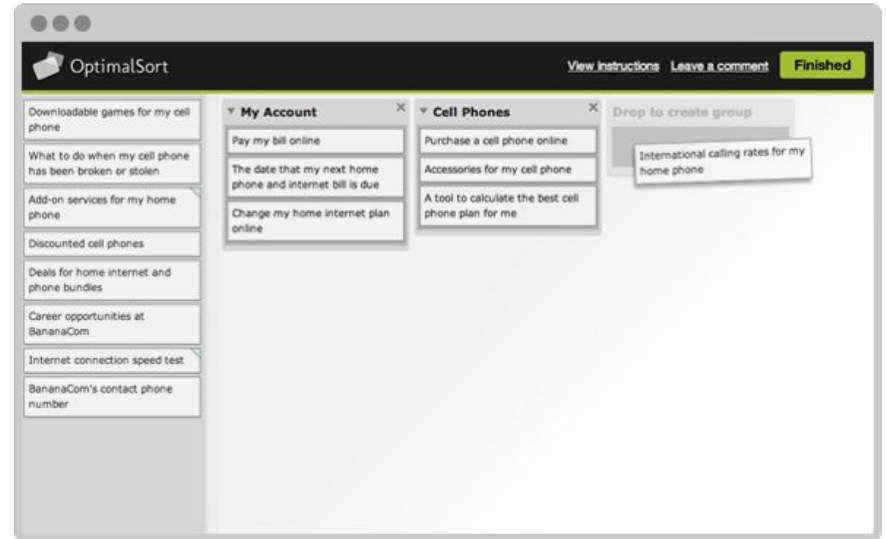 OptimalSort
View instructions Leave a comment Finished
Downloadable games for my cell
phone
What to do when my cell phone
has been broken or stolen
Add-on services for my home
phone
Discounted cell phones
Deals for home internet and
phone bundles
Career opportunities at
BananaCom
Internet connection speed test
BananaCom's contact phone
number
My Account
Pay my bill online
The date that my next home
phone and internet bill is due
Change my home internet plan
online
Cell Phones
Purchase a cell phone online
Accessories for my cell phone
A tool to calculate the best cell
phone plan for me
Drop to create group
International calling rates for my
home phone